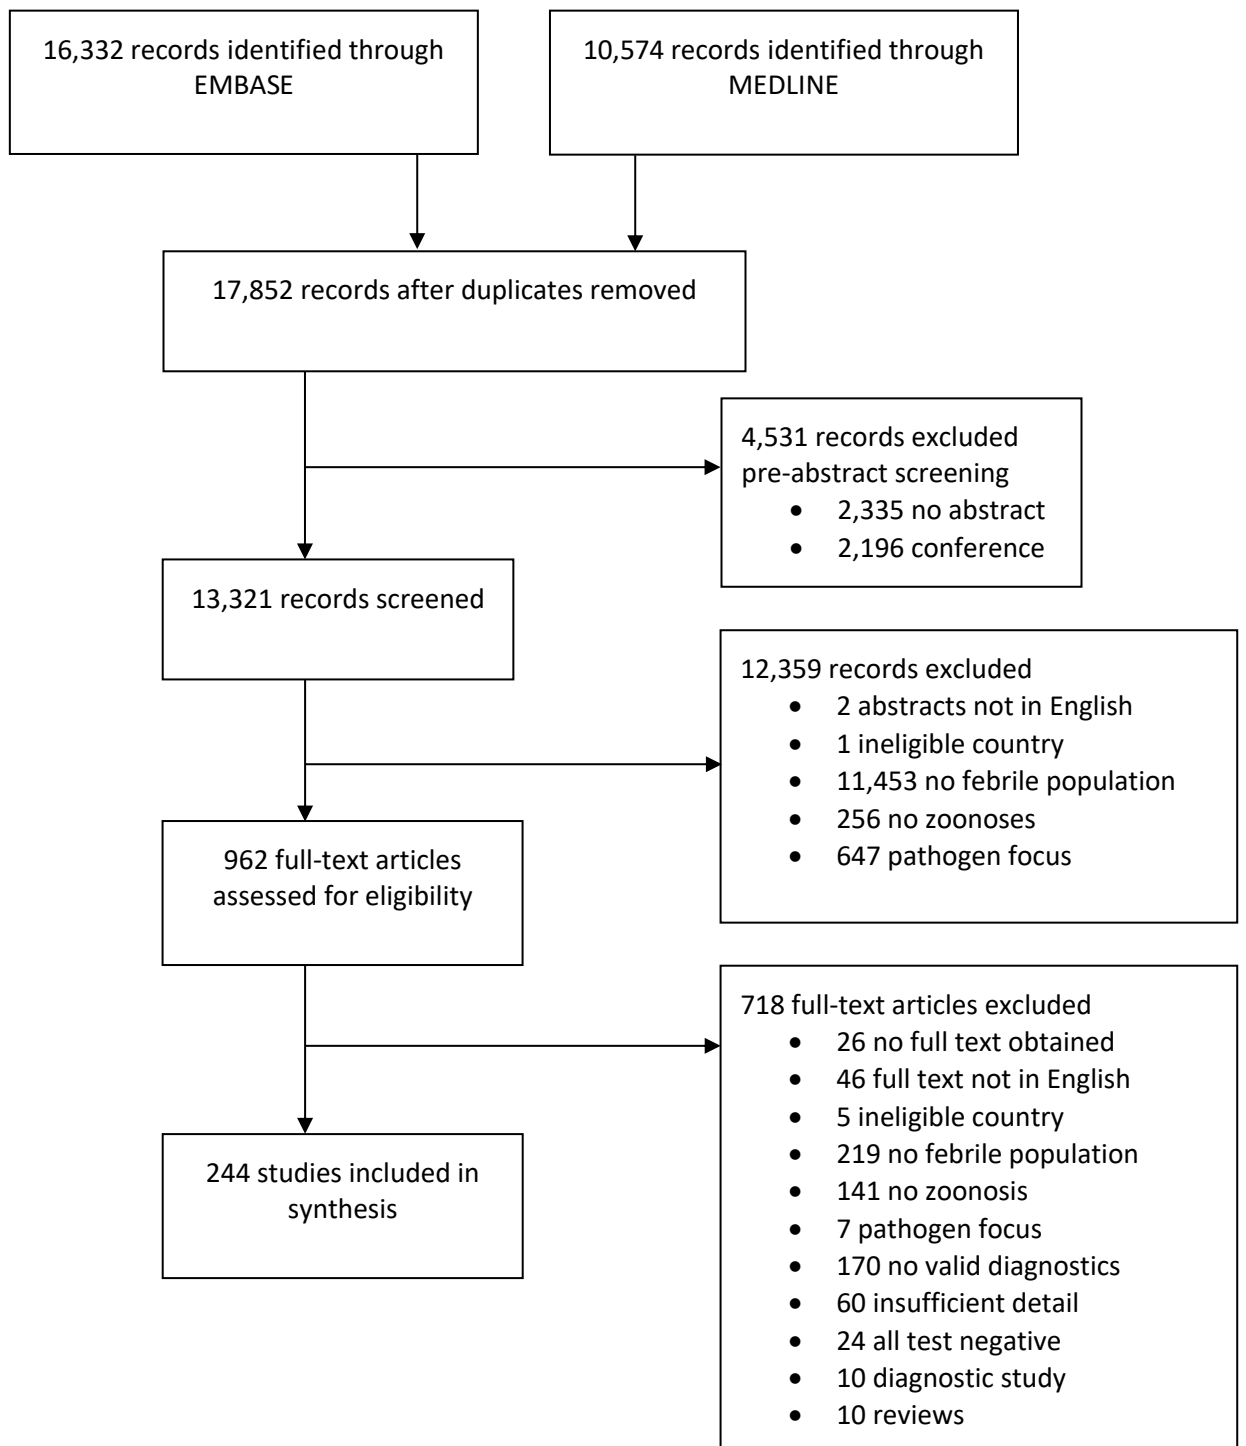 16,332 records identified through
EMBASE
10,574 records identified through
MEDLINE
17,852 records after duplicates removed
4,531 records excluded
pre-abstract screening
• 2,335 no abstract
• 2,196 conference
13,321 records screened
12,359 records excluded
• 2 abstracts not in English
• 1 ineligible country
• 11,453 no febrile population
• 256 no zoonoses
• 647 pathogen focus
962 full-text articles
assessed for eligibility
718 full-text articles excluded
• 26 no full text obtained
• 46 full text not in English
• 5 ineligible country
• 219 no febrile population
• 141 no zoonosis
• 7 pathogen focus
• 170 no valid diagnostics
• 60 insufficient detail
• 24 all test negative
• 10 diagnostic study
• 10 reviews
244 studies included in
synthesis